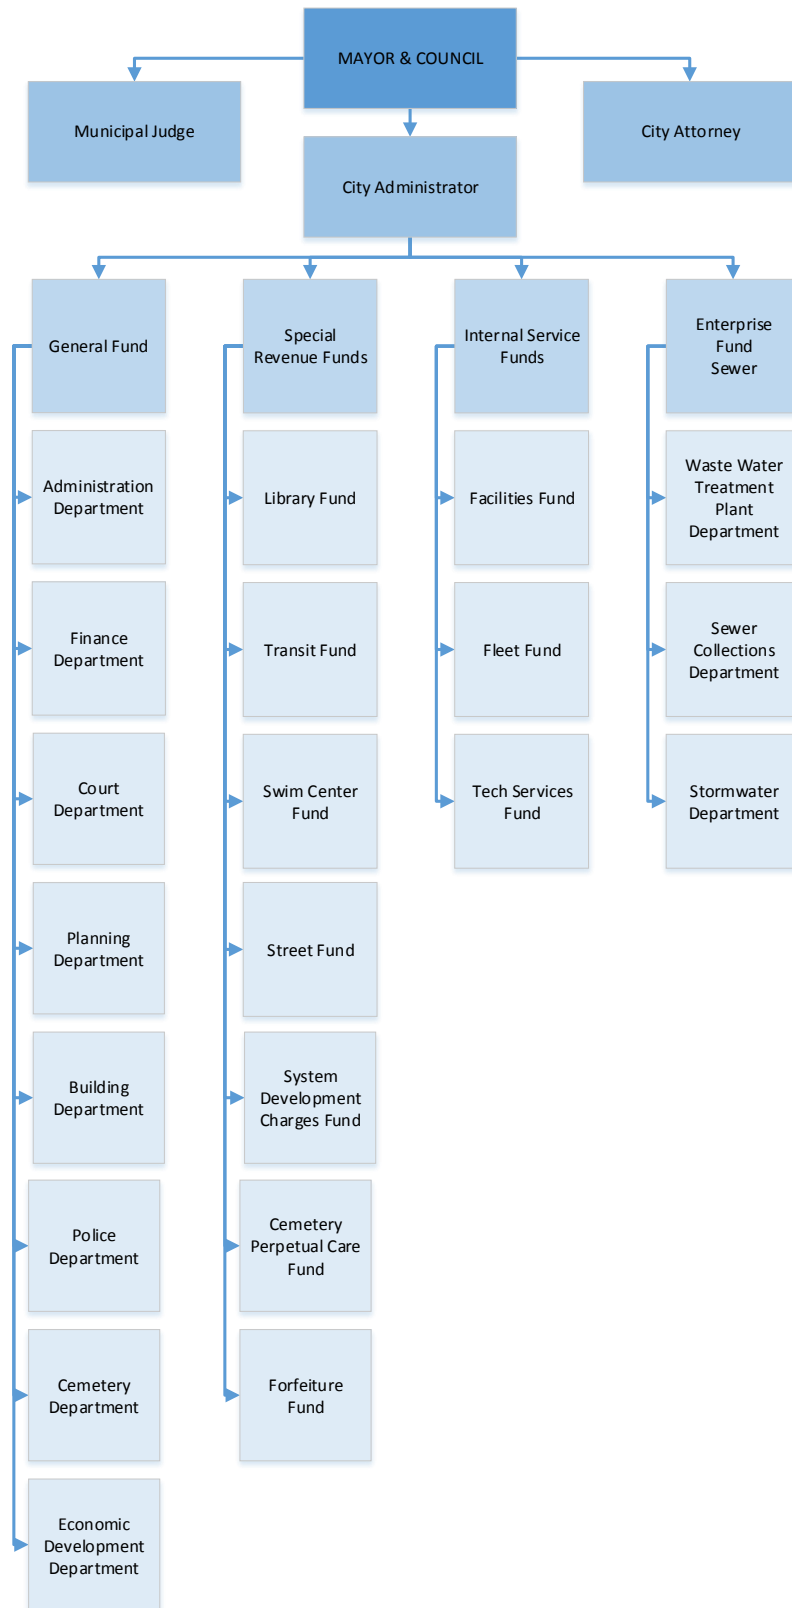 MAYOR & COUNCIL
Municipal Judge
City Attorney
City Administrator
General Fund
Special
Revenue Funds
Internal Service
Funds
Enterprise
Fund
Sewer
Administration
Department
Library Fund
Facilities Fund
Waste Water
Treatment
Plant
Department
Finance
Department
Transit Fund
Fleet Fund
Sewer
Collections
Department
Court
Department
Swim Center
Fund
Tech Services
Fund
Stormwater
Department
Planning
Department
Street Fund
Building
Department
System
Development
Charges Fund
Police
Department
Cemetery
Perpetual Care
Fund
Cemetery
Department
Forfeiture
Fund
Economic
Development
Department